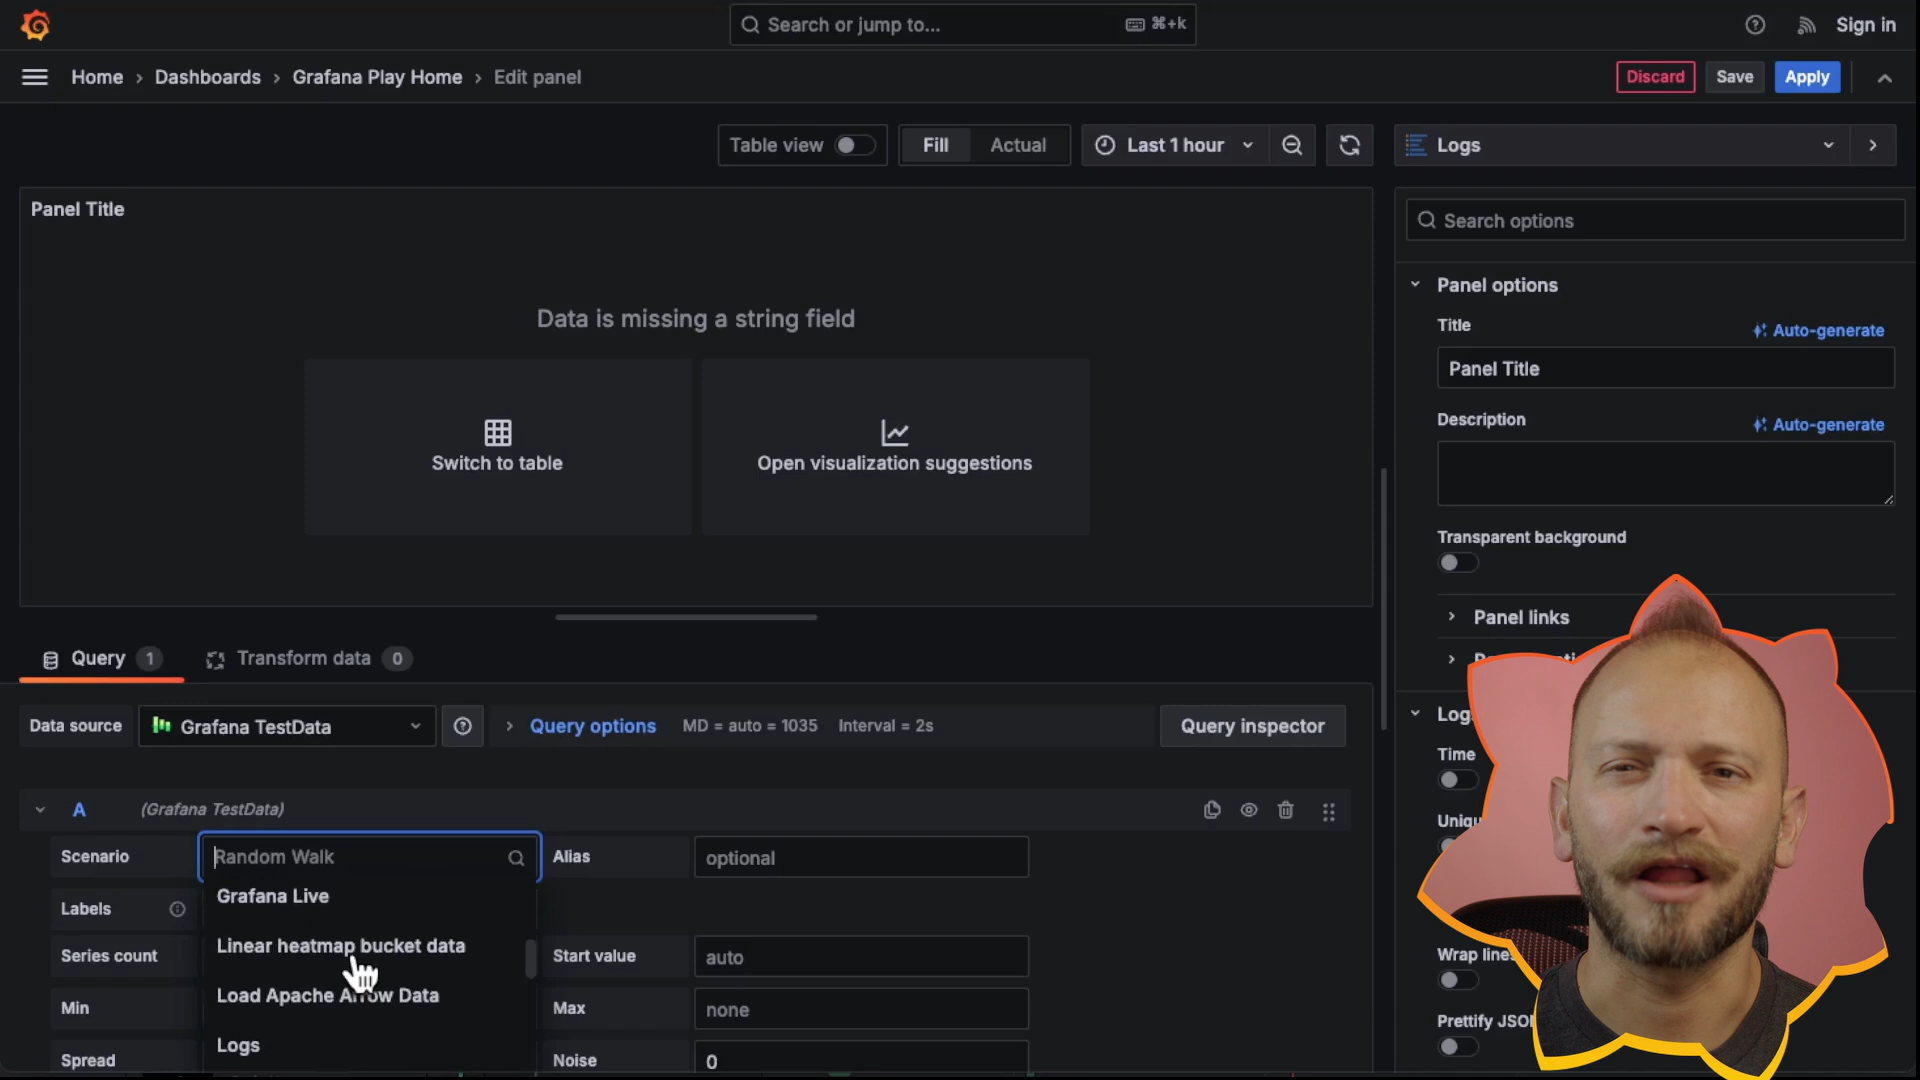 Search or jump to... ⌘+k
Sign in
Home › Dashboards › Grafana Play Home › Edit panel
Discard Save Apply
Table view Fill Actual Last 1 hour Logs
Panel Title
Search options
Data is missing a string field
Switch to table
Open visualization suggestions
Panel options
Title Auto-generate
Panel Title
Description Auto-generate
Transparent background
Panel links
Query 1 Transform data 0
Data source Grafana TestData Query options MD = auto = 1035 Interval = 2s Query inspector
A (Grafana TestData)
Scenario Random Walk Alias optional
Grafana Live
Labels
Linear heatmap bucket data
Series count Start value auto
Load Apache Arrow Data
Min Max none
Logs
Spread Noise 0
Time
Wrap lines